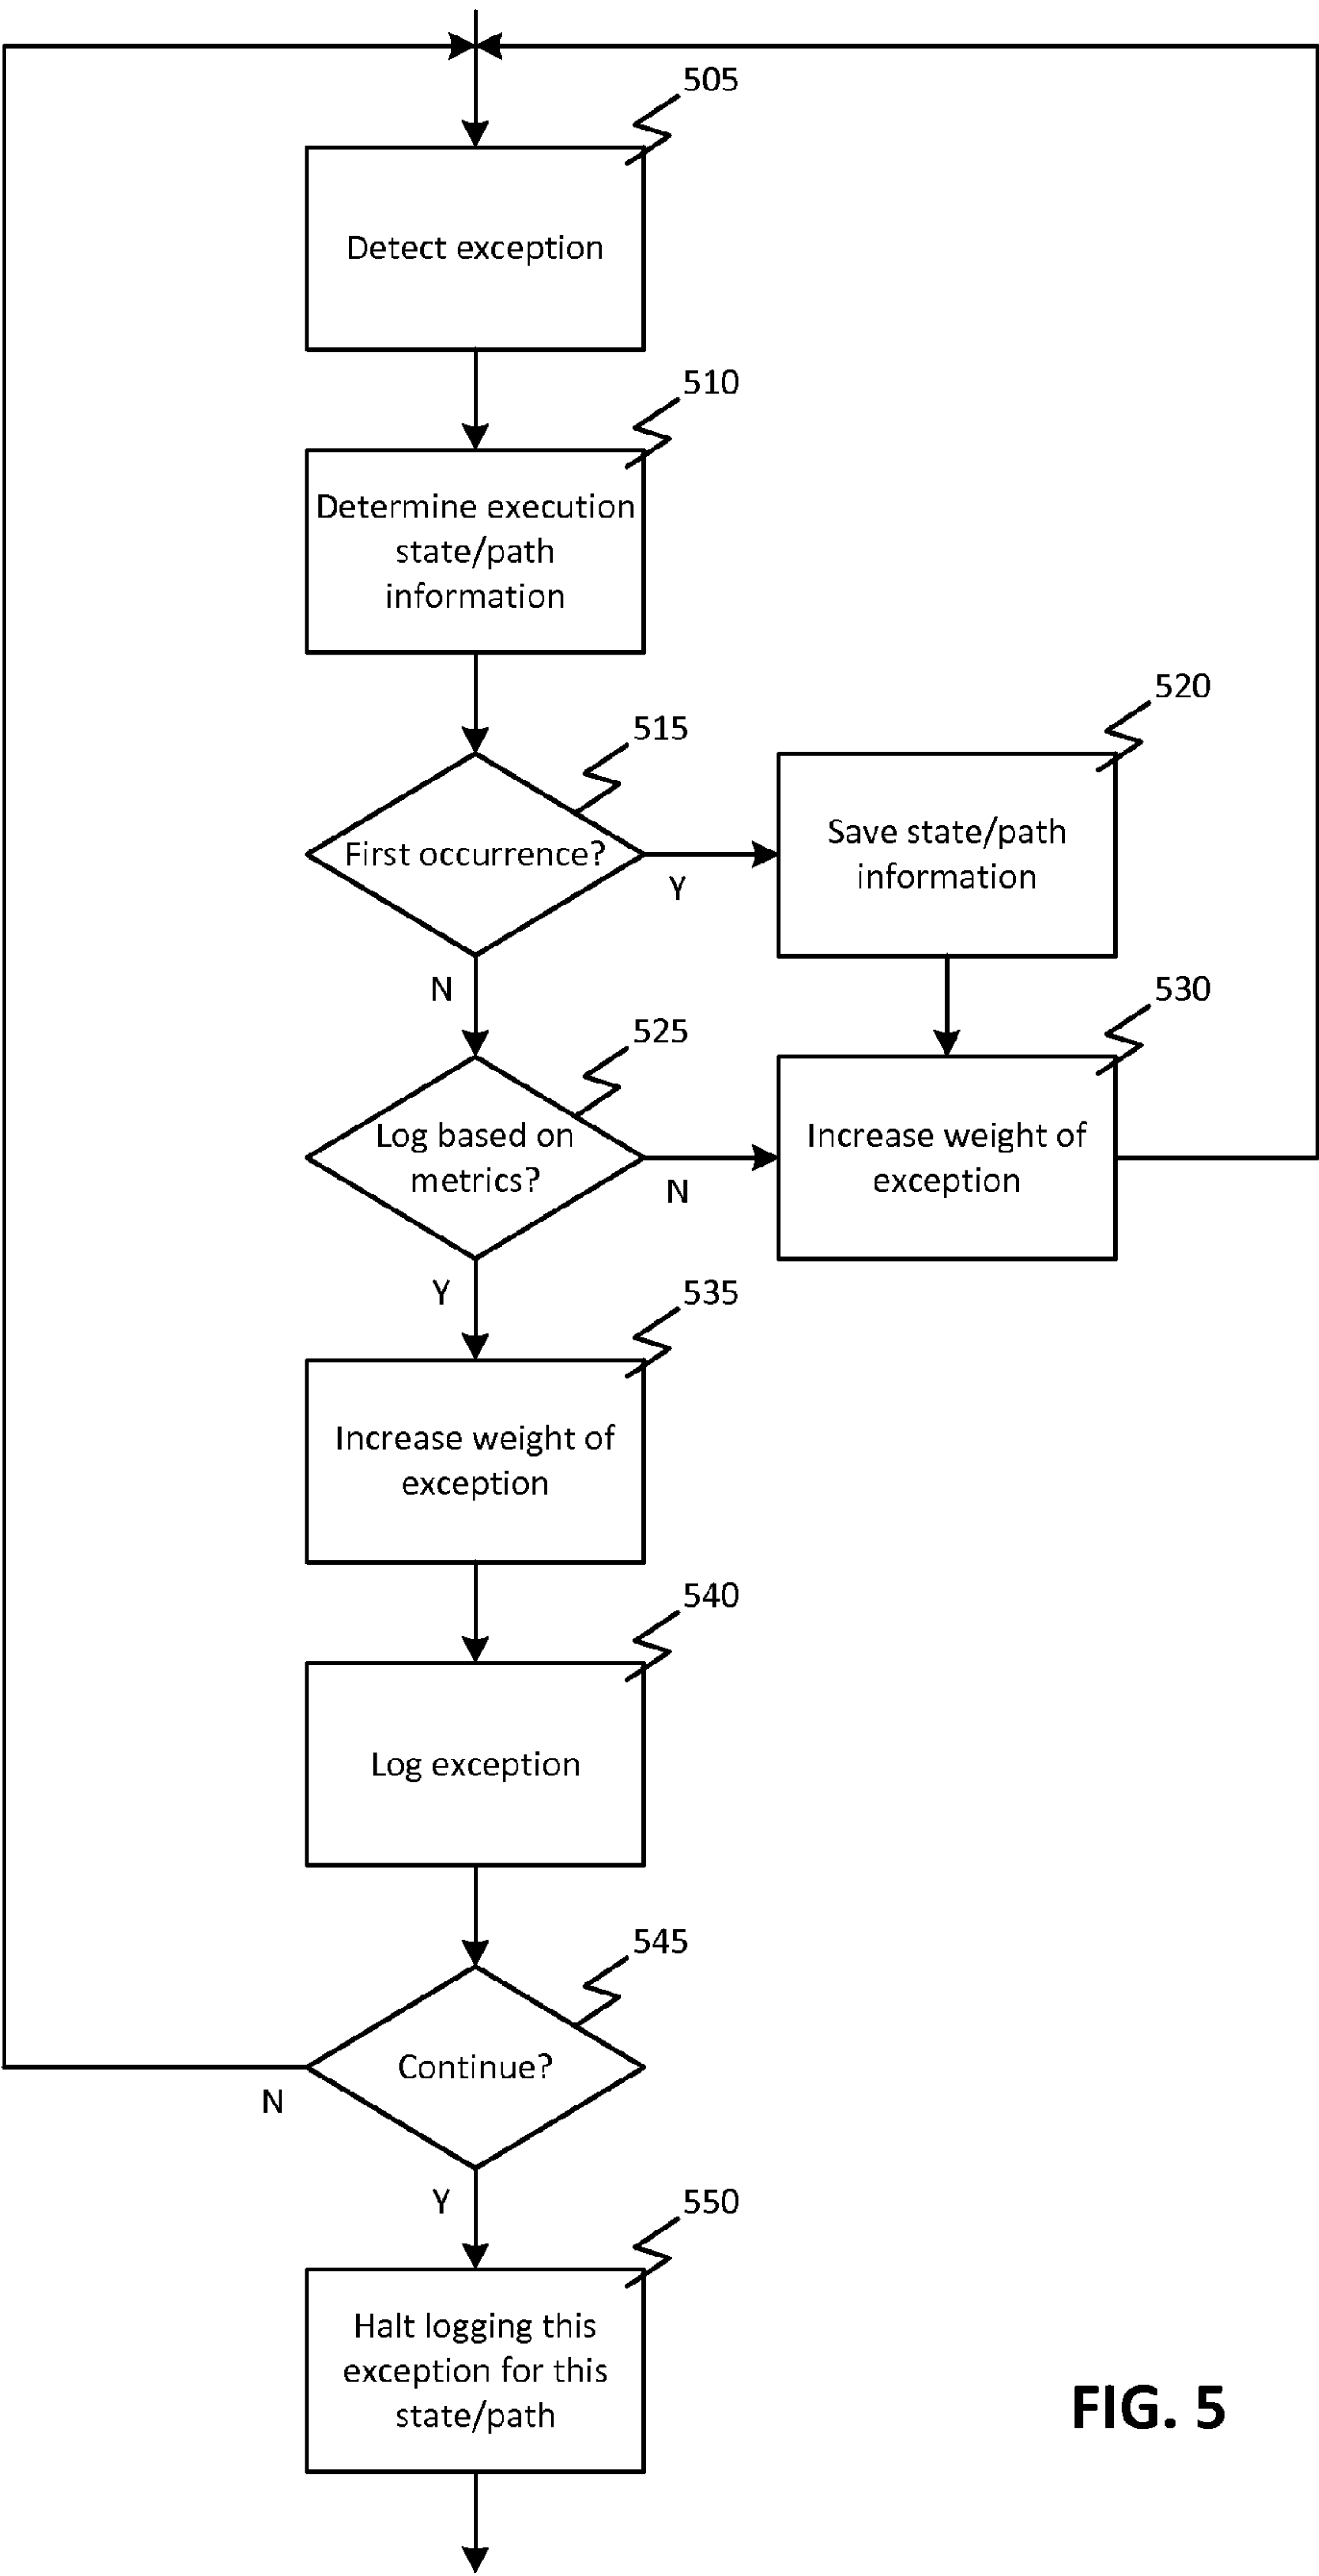 505
Detect exception
510
Determine execution
state/path
information
515
First occurrence?
Y
N
520
Save state/path
information
525
Log based on
metrics?
N
Y
530
Increase weight of
exception
535
Increase weight of
exception
540
Log exception
545
Continue?
N
Y
550
Halt logging this
exception for this
state/path
FIG. 5